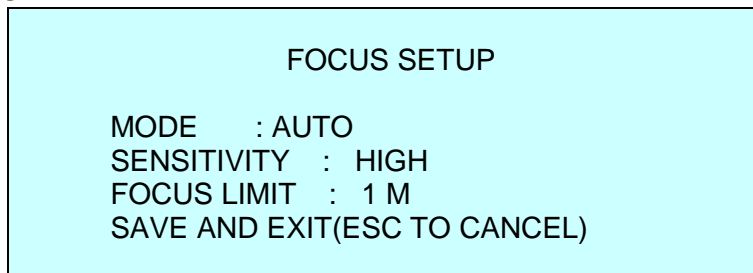 FOCUS SETUP
MODE : AUTO
SENSITIVITY : HIGH
FOCUS LIMIT : 1 M
SAVE AND EXIT(ESC TO CANCEL)